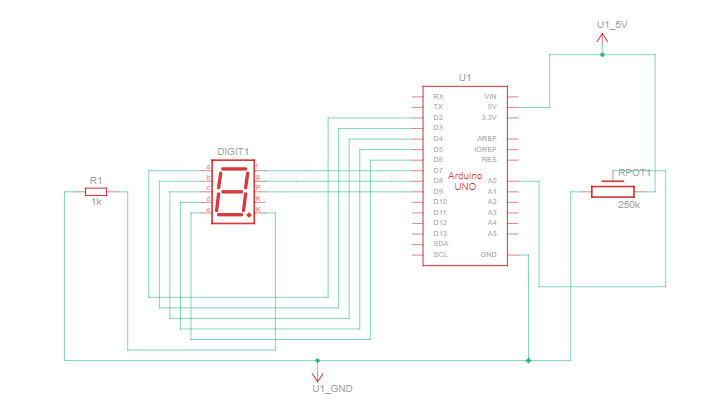 U1_5V
U1
RX
VIN
TX
5V
D2
3.3V
D3
D4
AREF
D5
IOREF
D6
RES
D7
D8
A0
D9
A1
D10
A2
D11
A3
D12
A4
D13
A5
SDA
SCL
GND
Arduino
UNO
DIGIT1
a
f
b
g
c
P
d
K
e
K
R1
1k
RPOT1
250k
U1_GND